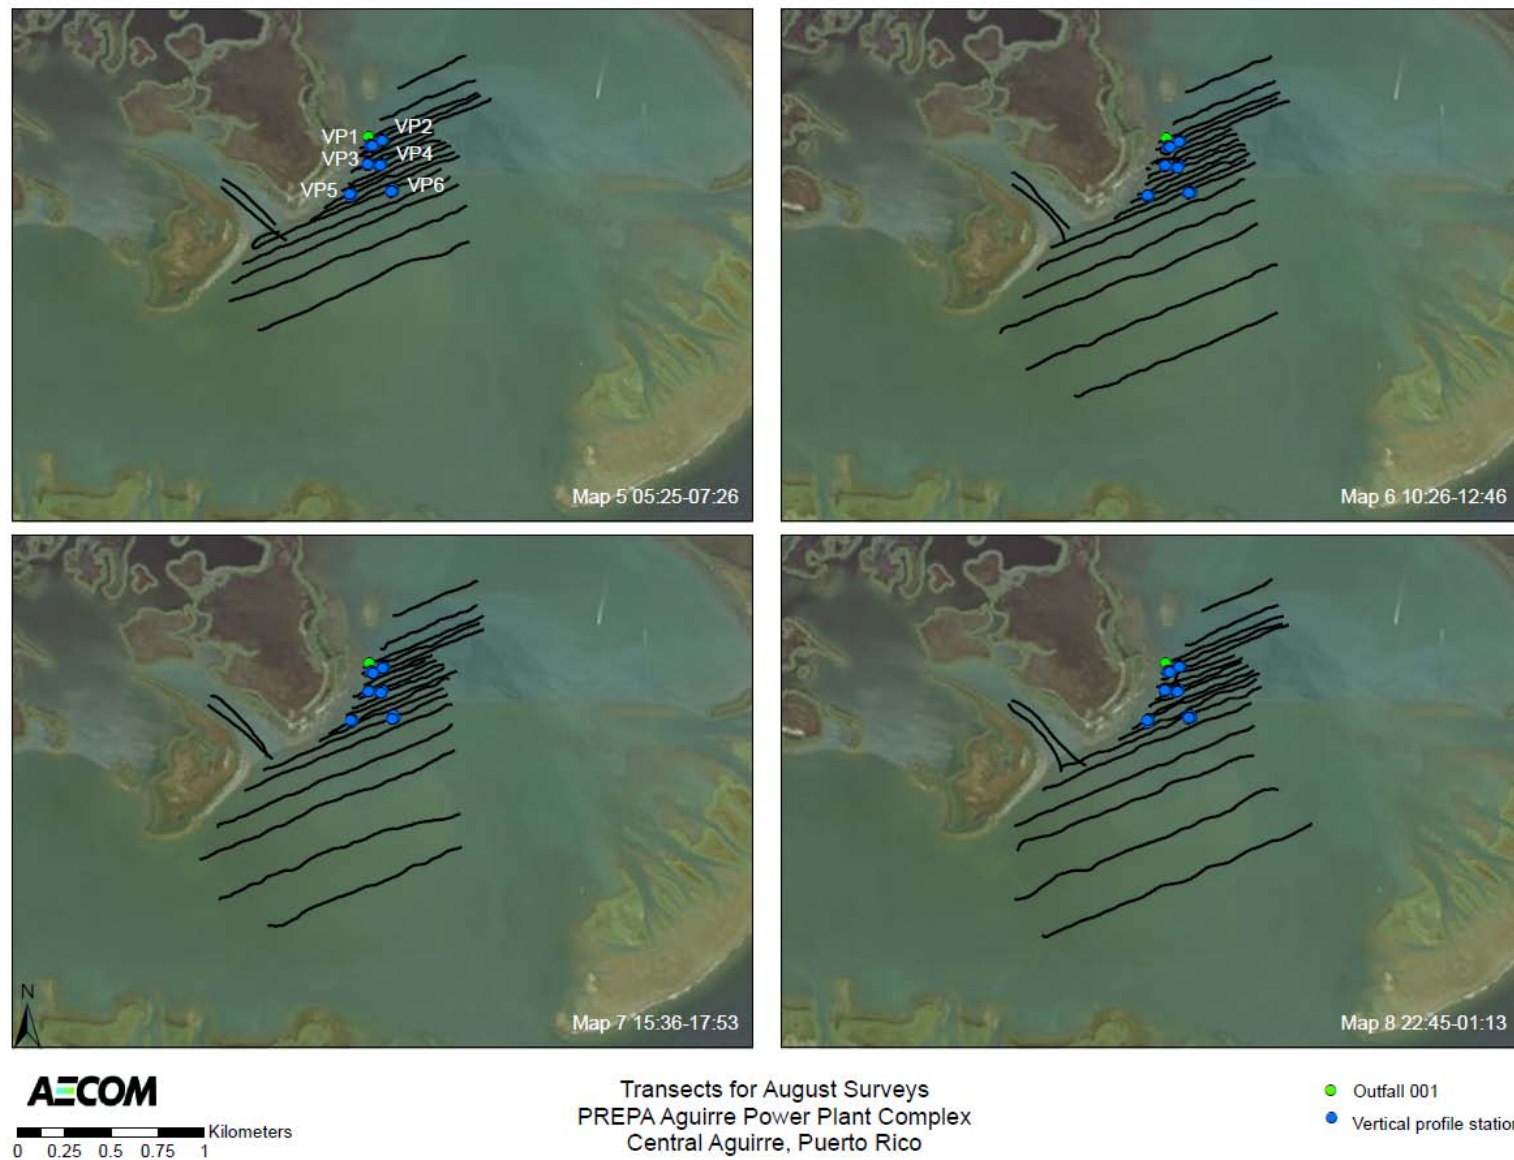 VP1 VP2
VP3 VP4
VP5 VP6
Map 5 05:25-07:26
Map 6 10:26-12:46
N
Map 7 15:36-17:53
Map 8 22:45-01:13
AECOM
Kilometers
0 0.25 0.5 0.75 1
Transects for August Surveys
PREPA Aguirre Power Plant Complex
Central Aguirre, Puerto Rico
Outfall 001
Vertical profile station